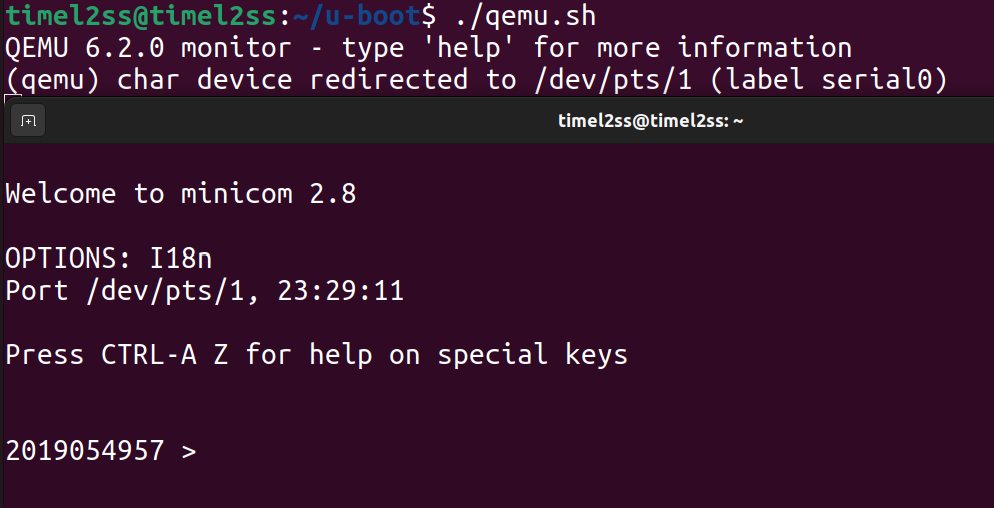 timel2ss@timel2ss:~/u-boot$ ./qemu.sh
QEMU 6.2.0 monitor - type 'help' for more information
(qemu) char device redirected to /dev/pts/1 (label serial0)
timel2ss@timel2ss: ~
Welcome to minicom 2.8
OPTIONS: I18n
Port /dev/pts/1, 23:29:11
Press CTRL-A Z for help on special keys
2019054957 >